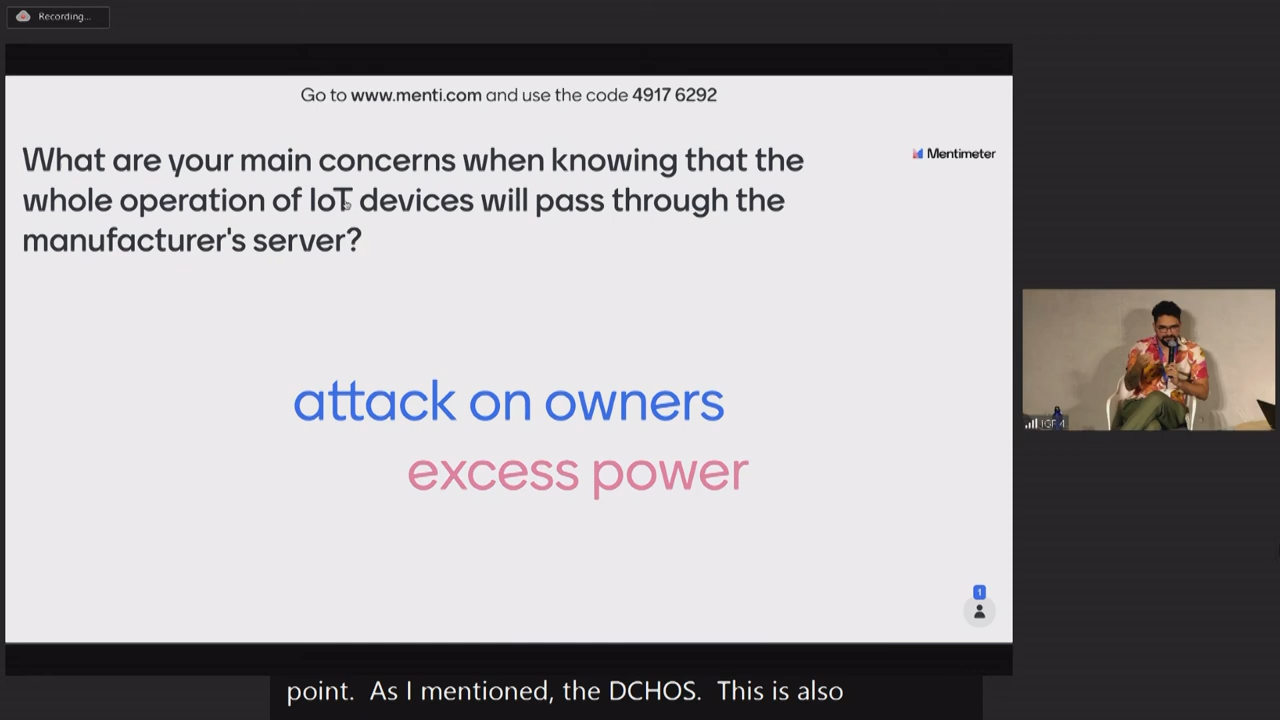 Recording...
Go to www.menti.com and use the code 4917 6292
What are your main concerns when knowing that the
whole operation of IoT devices will pass through the
manufacturer's server?
Mentimeter
attack on owners
excess power
1
point. As I mentioned, the DCHOS. This is also